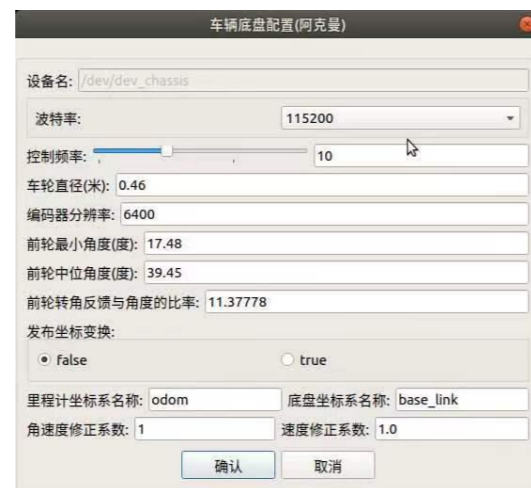 车辆底盘配置(阿克曼)
设备名: /dev/dev_chassis
波特率: 115200
控制频率: 10
车轮直径(米): 0.46
编码器分辨率: 6400
前轮最小角度(度): 17.48
前轮中位角度(度): 39.45
前轮转角反馈与角度的比率: 11.37778
发布坐标变换:
false true
里程计坐标系名称: odom 底盘坐标系名称: base_link
角速度修正系数: 1 速度修正系数: 1.0
确认 取消